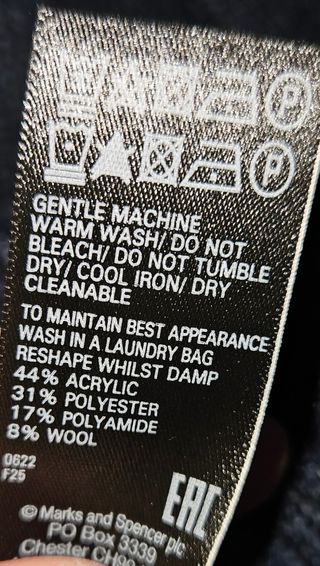 P
P
GENTLE MACHINE
WARM WASH/ DO NOT
BLEACH/ DO NOT TUMBLE
DRY/ COOL IRON/ DRY
CLEANABLE
TO MAINTAIN BEST APPEARANCE
WASH IN A LAUNDRY BAG
RESHAPE WHILST DAMP
44% ACRYLIC
31% POLYESTER
17% POLYAMIDE
8% WOOL
0622
F25
EAC
© Marks and Spencer plc
PO Box 3339
Chester